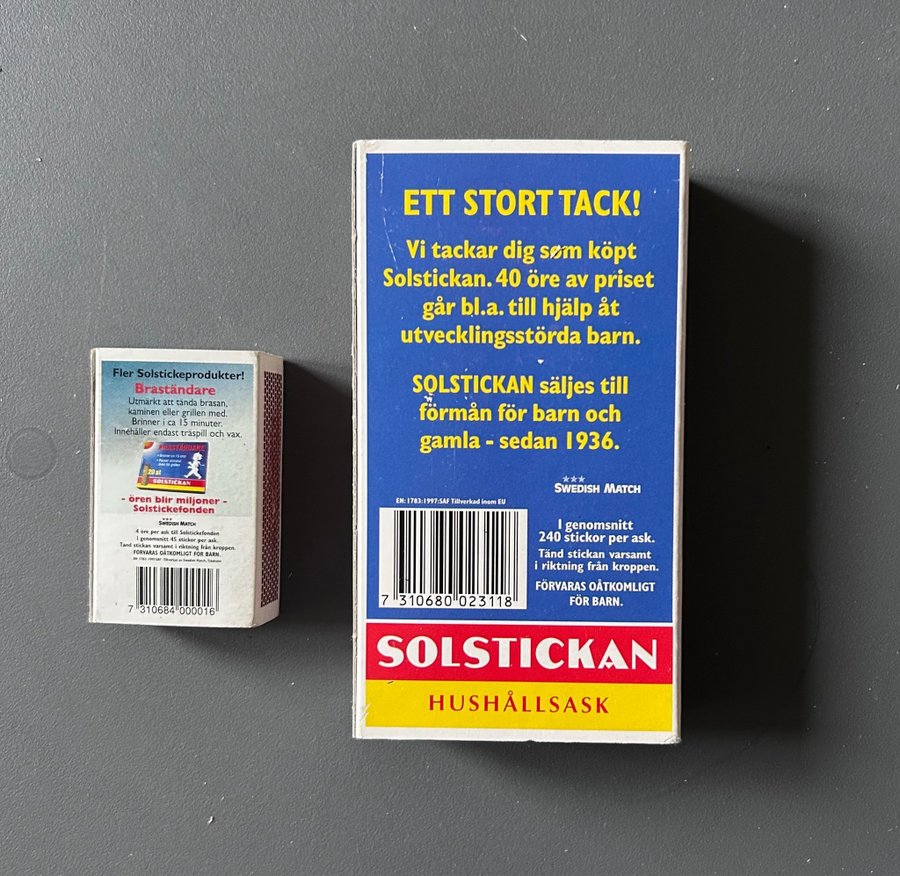 Fler Solstickeprodukter!
Braständare
Utmärkt att tända brasan,
kaminen eller grillen med.
Brinner i ca 15 minuter.
Innehåller endast träspill och vax.
BRASTÄNDARE
20 st
SOLSTICKAN
- ören blir miljoner -
Solstickefonden
SWEDISH MATCH
4 öre per ask till Solstickefonden
I genomsnitt 45 stickor per ask.
Tänd stickan varsamt i riktning från kroppen.
FÖRVARAS OÅTKOMLIGT FÖR BARN.
7 310684 000016
ETT STORT TACK!
Vi tackar dig som köpt
Solstickan. 40 öre av priset
går bl.a. till hjälp åt
utvecklingsstörda barn.
SOLSTICKAN säljes till
förmån för barn och
gamla - sedan 1936.
SWEDISH MATCH
EN: 1783:1997:SAF Tillverkad inom EU
I genomsnitt
240 stickor per ask.
Tänd stickan varsamt
i riktning från kroppen.
FÖRVARAS OÅTKOMLIGT
FÖR BARN.
7 310680 023118
SOLSTICKAN
HUSHÅLLSASK